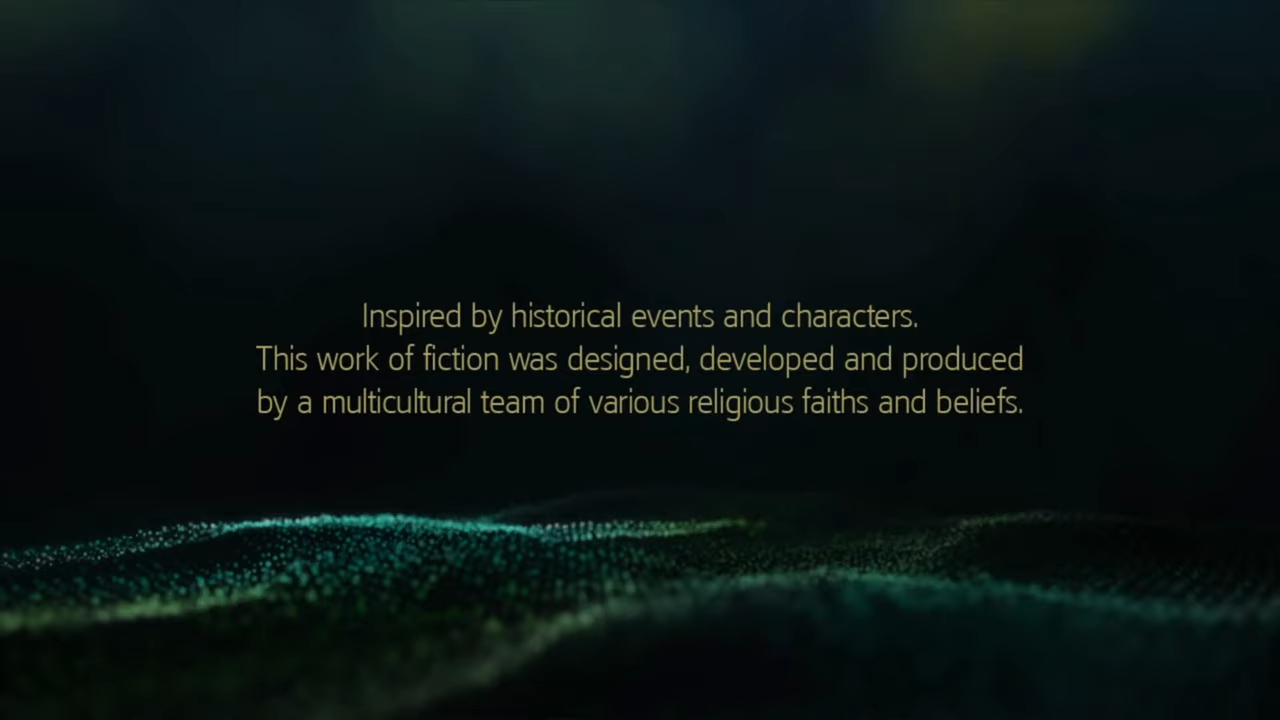 Inspired by historical events and characters.
This work of fiction was designed, developed and produced
by a multicultural team of various religious faiths and beliefs.